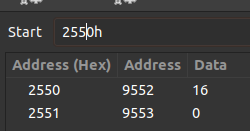 Start 2550h
Address (Hex) Address Data
2550 9552 16
2551 9553 0